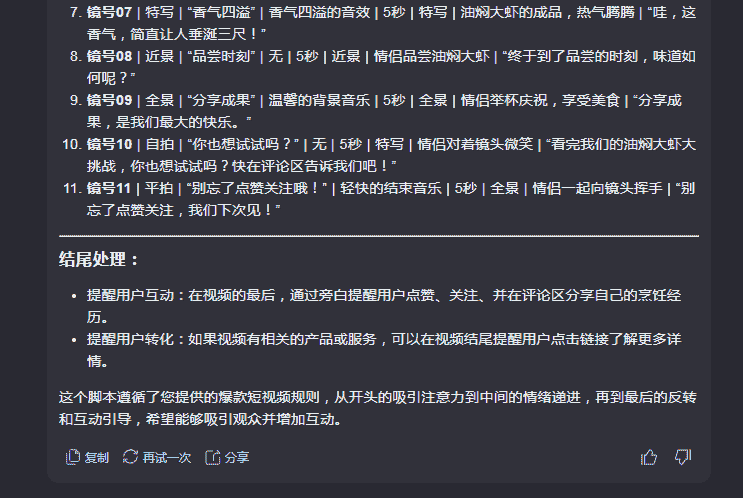 7. 镜号07 | 特写 | “香气四溢” | 香气四溢的音效 | 5秒 | 特写 | 油焖大虾的成品，热气腾腾 | “哇，这
香气，简直让人垂涎三尺！”
8. 镜号08 | 近景 | “品尝时刻” | 无 | 5秒 | 近景 | 情侣品尝油焖大虾 | “终于到了品尝的时刻，味道如
何呢？”
9. 镜号09 | 全景 | “分享成果” | 温馨的背景音乐 | 5秒 | 全景 | 情侣举杯庆祝，享受美食 | “分享成
果，是我们最大的快乐。”
10. 镜号10 | 自拍 | “你也想试试吗？” | 无 | 5秒 | 特写 | 情侣对着镜头微笑 | “看完我们的油焖大虾大
挑战，你也想试试吗？快在评论区告诉我们吧！”
11. 镜号11 | 平拍 | “别忘了点赞关注哦！” | 轻快的结束音乐 | 5秒 | 全景 | 情侣一起向镜头挥手 | “别
忘了点赞关注，我们下次见！”
结尾处理：
• 提醒用户互动：在视频的最后，通过旁白提醒用户点赞、关注、并在评论区分享自己的烹饪经
历。
• 提醒用户转化：如果视频有相关的产品或服务，可以在视频结尾提醒用户点击链接了解更多详
情。
这个脚本遵循了您提供的爆款短视频规则，从开头的吸引注意力到中间的情绪递进，再到最后的反转
和互动引导，希望能够吸引观众并增加互动。
复制 再试一次 分享